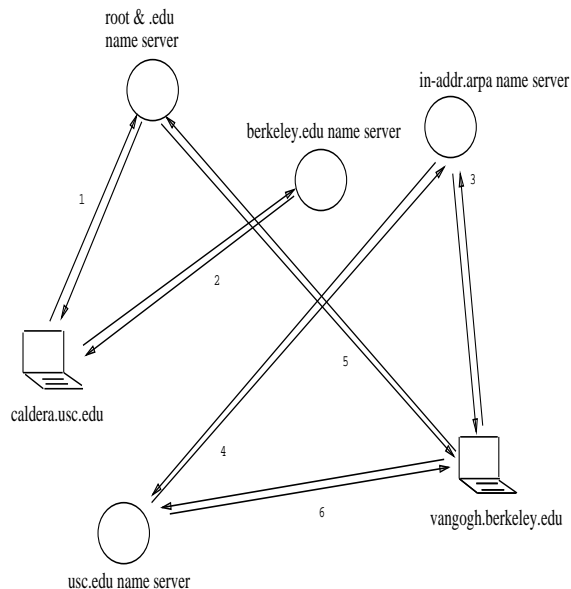 root & .edu
name server
in-addr.arpa name server
berkeley.edu name server
1
3
2
5
caldera.usc.edu
4
6
vangogh.berkeley.edu
usc.edu name server